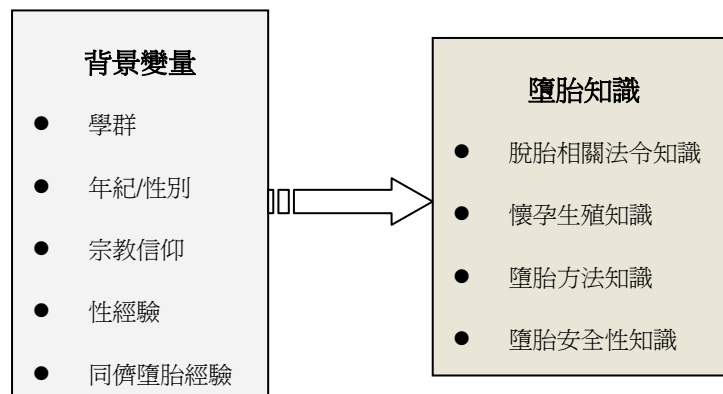 背景變量
● 學群
● 年紀/性別
● 宗教信仰
● 性經驗
● 同儕墮胎經驗
墮胎知識
● 脫胎相關法令知識
● 懷孕生殖知識
● 墮胎方法知識
● 墮胎安全性知識